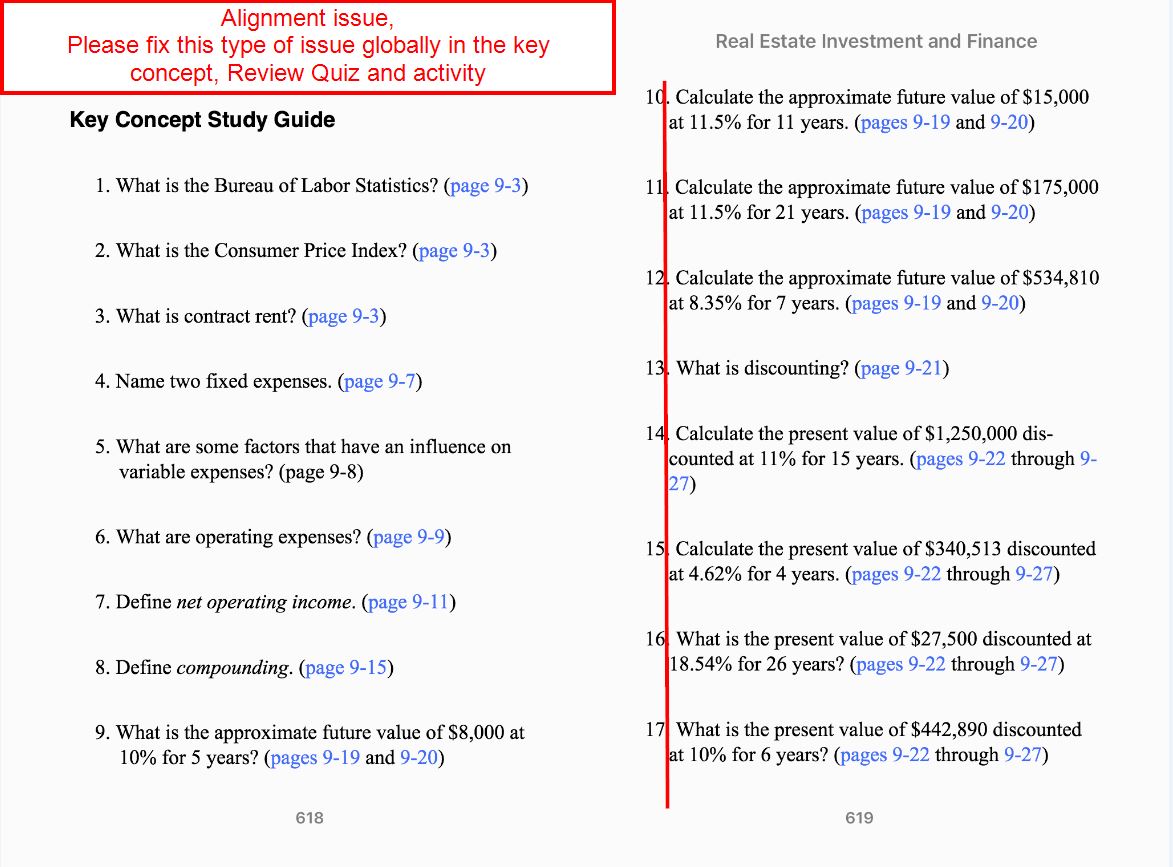 Alignment issue,
Please fix this type of issue globally in the key
concept, Review Quiz and activity
Key Concept Study Guide
1. What is the Bureau of Labor Statistics? (page 9-3)
2. What is the Consumer Price Index? (page 9-3)
3. What is contract rent? (page 9-3)
4. Name two fixed expenses. (page 9-7)
5. What are some factors that have an influence on
variable expenses? (page 9-8)
6. What are operating expenses? (page 9-9)
7. Define net operating income. (page 9-11)
8. Define compounding. (page 9-15)
9. What is the approximate future value of $8,000 at
10% for 5 years? (pages 9-19 and 9-20)
618
Real Estate Investment and Finance
10. Calculate the approximate future value of $15,000
at 11.5% for 11 years. (pages 9-19 and 9-20)
11. Calculate the approximate future value of $175,000
at 11.5% for 21 years. (pages 9-19 and 9-20)
12. Calculate the approximate future value of $534,810
at 8.35% for 7 years. (pages 9-19 and 9-20)
13. What is discounting? (page 9-21)
14. Calculate the present value of $1,250,000 dis-
counted at 11% for 15 years. (pages 9-22 through 9-
27)
15. Calculate the present value of $340,513 discounted
at 4.62% for 4 years. (pages 9-22 through 9-27)
16. What is the present value of $27,500 discounted at
18.54% for 26 years? (pages 9-22 through 9-27)
17. What is the present value of $442,890 discounted
at 10% for 6 years? (pages 9-22 through 9-27)
619